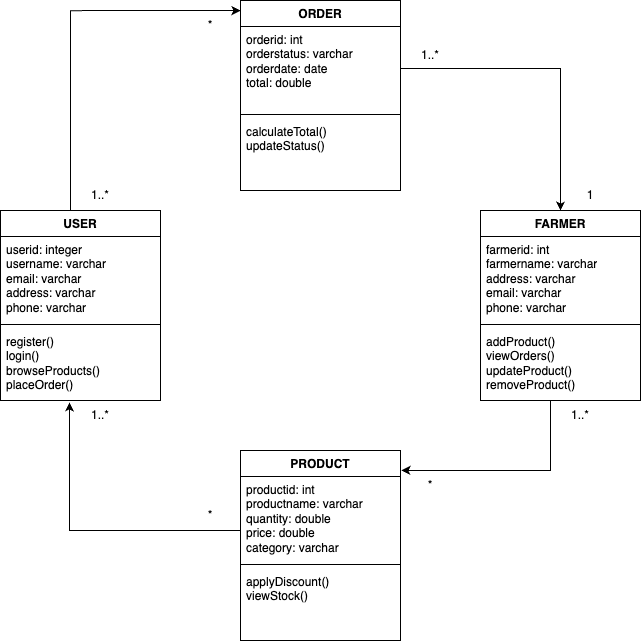 ORDER
orderid: int
orderstatus: varchar
orderdate: date
total: double
calculateTotal()
updateStatus()
*
1..*
1..*
1
USER
userid: integer
username: varchar
email: varchar
address: varchar
phone: varchar
register()
login()
browseProducts()
placeOrder()
FARMER
farmerid: int
farmername: varchar
address: varchar
email: varchar
phone: varchar
addProduct()
viewOrders()
updateProduct()
removeProduct()
1..*
1..*
*
*
PRODUCT
productid: int
productname: varchar
quantity: double
price: double
category: varchar
applyDiscount()
viewStock()